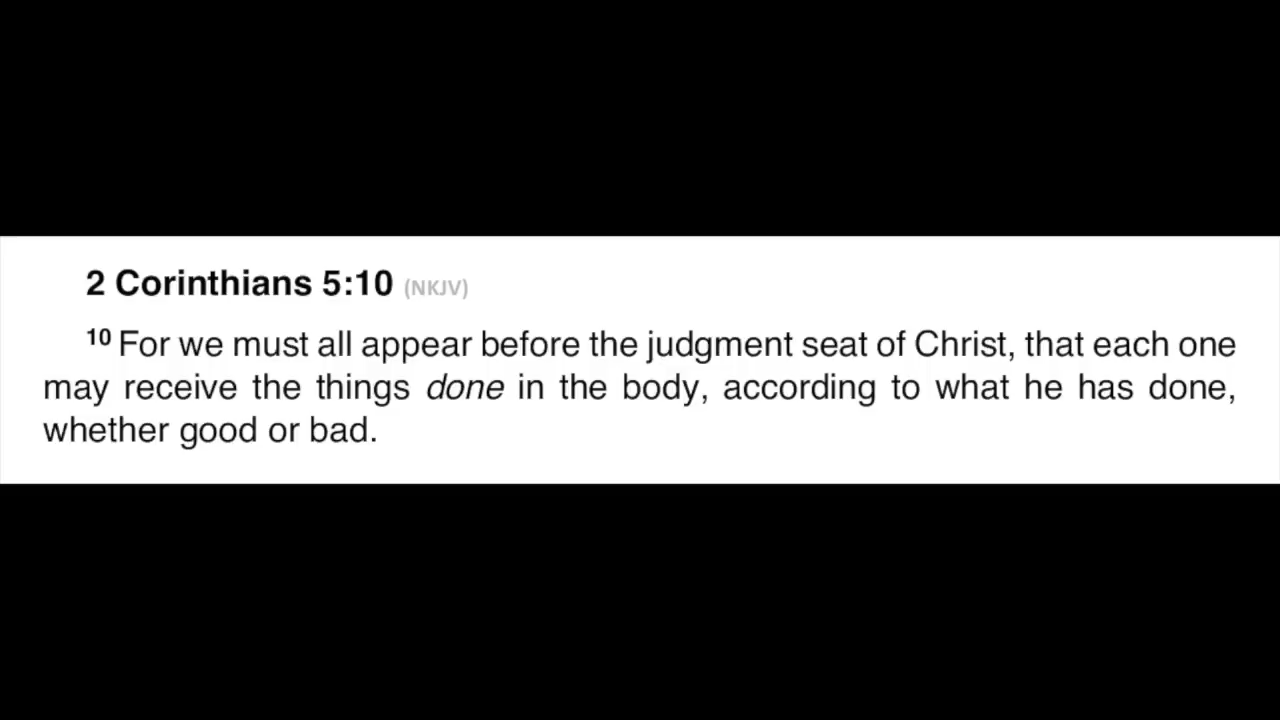 2 Corinthians 5:10 (NKJV)
10 For we must all appear before the judgment seat of Christ, that each one
may receive the things done in the body, according to what he has done,
whether good or bad.